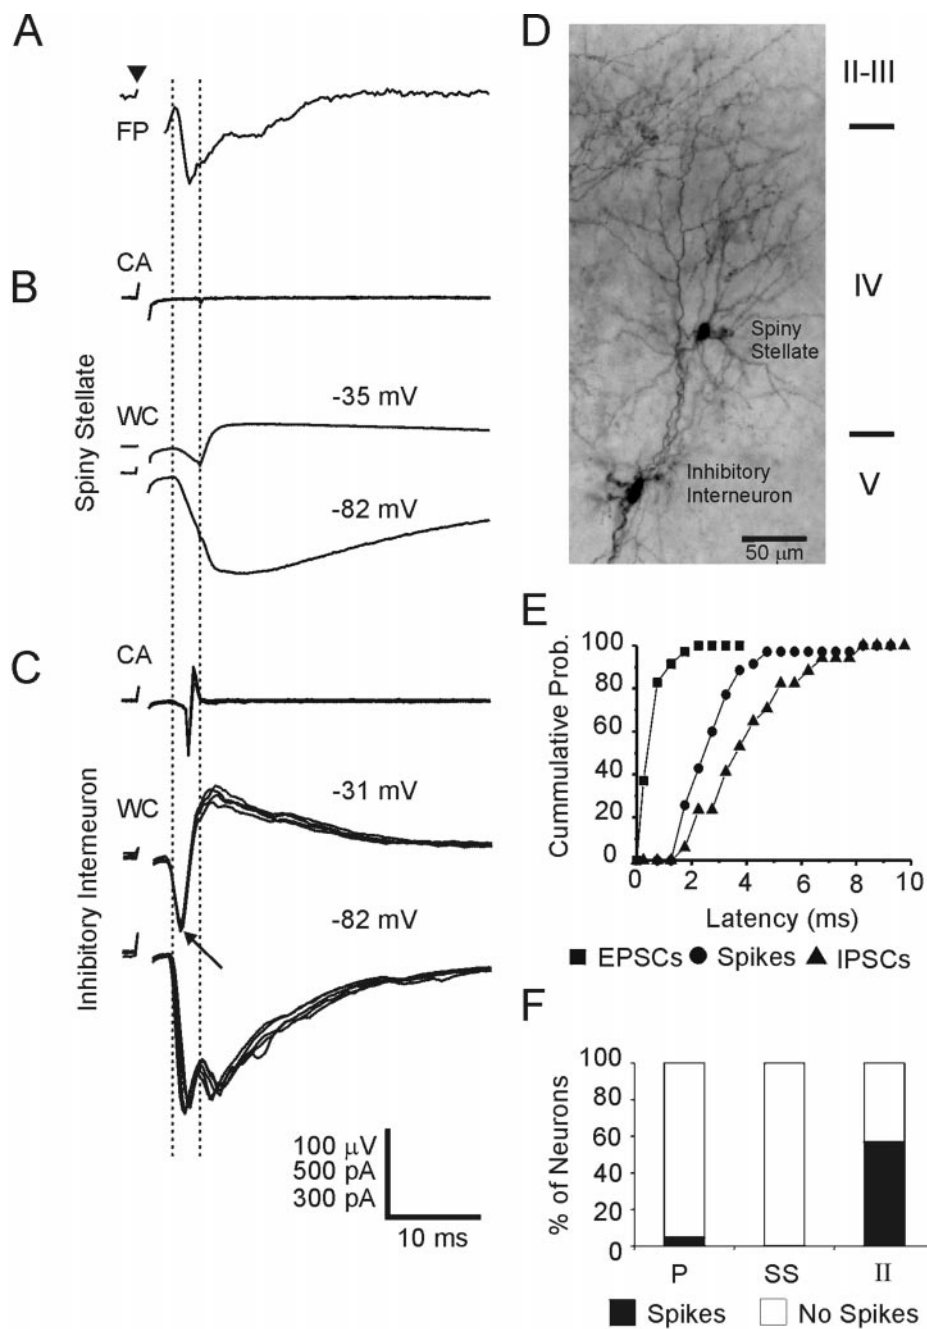 A
FP
B
Spiny Stellate
CA
WC
-35 mV
-82 mV
C
Inhibitory Interneuron
CA
WC
-31 mV
-82 mV
100 μV
500 pA
300 pA
10 ms
D
II-III
IV
V
Spiny
Stellate
Inhibitory
Interneuron
50 μm
E
Cummulative Prob.
100
80
60
40
20
0
0 2 4 6 8 10
Latency (ms)
EPSCs Spikes IPSCs
F
% of Neurons
100
80
60
40
20
0
P SS II
Spikes No Spikes